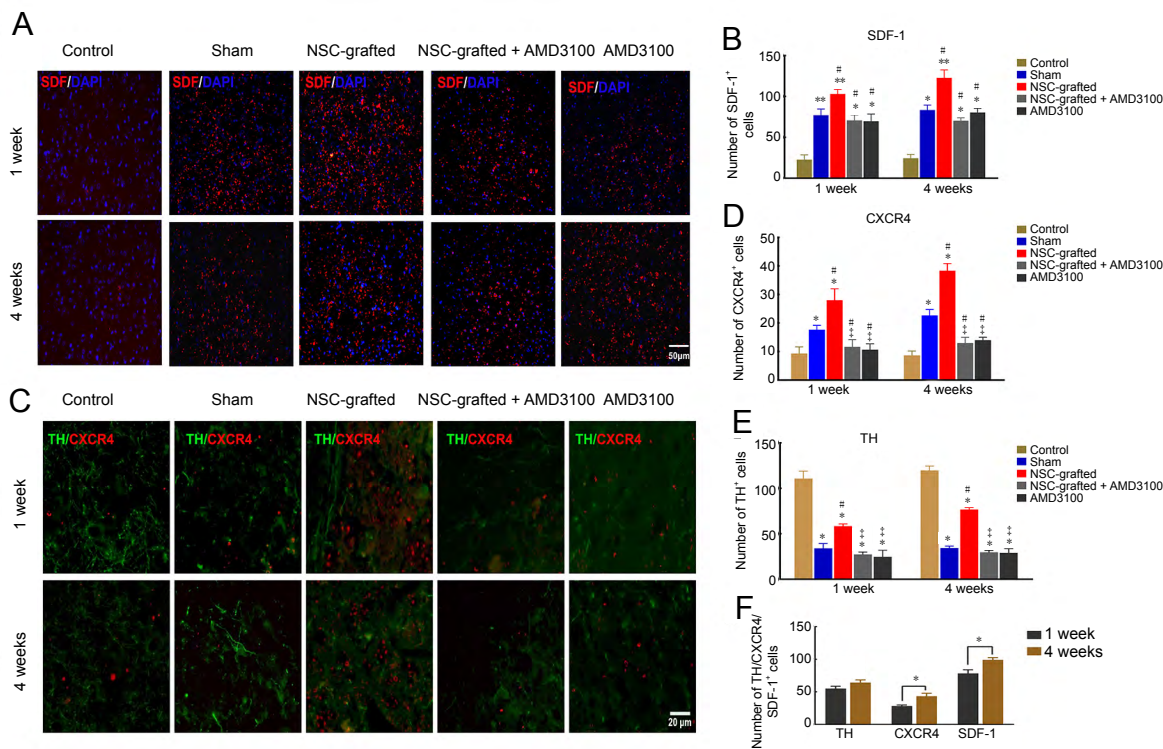 A
Control Sham NSC-grafted NSC-grafted + AMD3100 AMD3100
SDF/DAPI SDF/DAPI SDF/DAPI SDF/DAPI SDF/DAPI
1 week
4 weeks
50μm
B
SDF-1
Number of SDF-1+
cells
150
100
50
0
** # ** # * # *
* # ** # * # *
1 week 4 weeks
Control
Sham
NSC-grafted
NSC-grafted + AMD3100
AMD3100
D
CXCR4
Number of CXCR4+ cells
50
40
30
20
10
0
* # * # ‡ # ‡
* # * # ‡ # ‡
1 week 4 weeks
Control
Sham
NSC-grafted
NSC-grafted + AMD3100
AMD3100
C
Control Sham NSC-grafted NSC-grafted + AMD3100 AMD3100
TH/CXCR4 TH/CXCR4 TH/CXCR4 TH/CXCR4 TH/CXCR4
1 week
4 weeks
20 μm
E
TH
Number of TH+ cells
150
100
50
0
* # * ‡ * ‡ *
* # * ‡ * ‡ *
1 week 4 weeks
Control
Sham
NSC-grafted
NSC-grafted + AMD3100
AMD3100
F
Number of TH/CXCR4/
SDF-1+ cells
150
100
50
0
* *
TH CXCR4 SDF-1
1 week
4 weeks